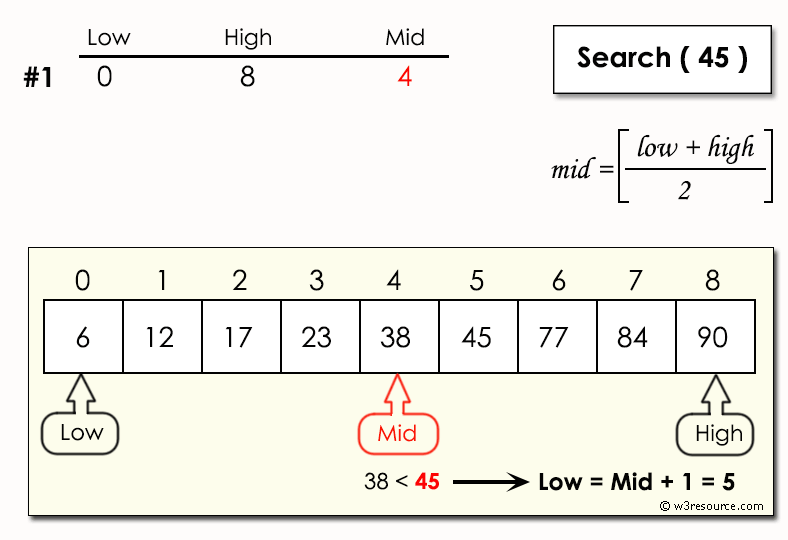 Low High Mid
#1 0 8 4
Search ( 45 )
mid = [ low + high
2 ]
0 1 2 3 4 5 6 7 8
6 12 17 23 38 45 77 84 90
Low Mid High
38 < 45 → Low = Mid + 1 = 5
© w3resource.com